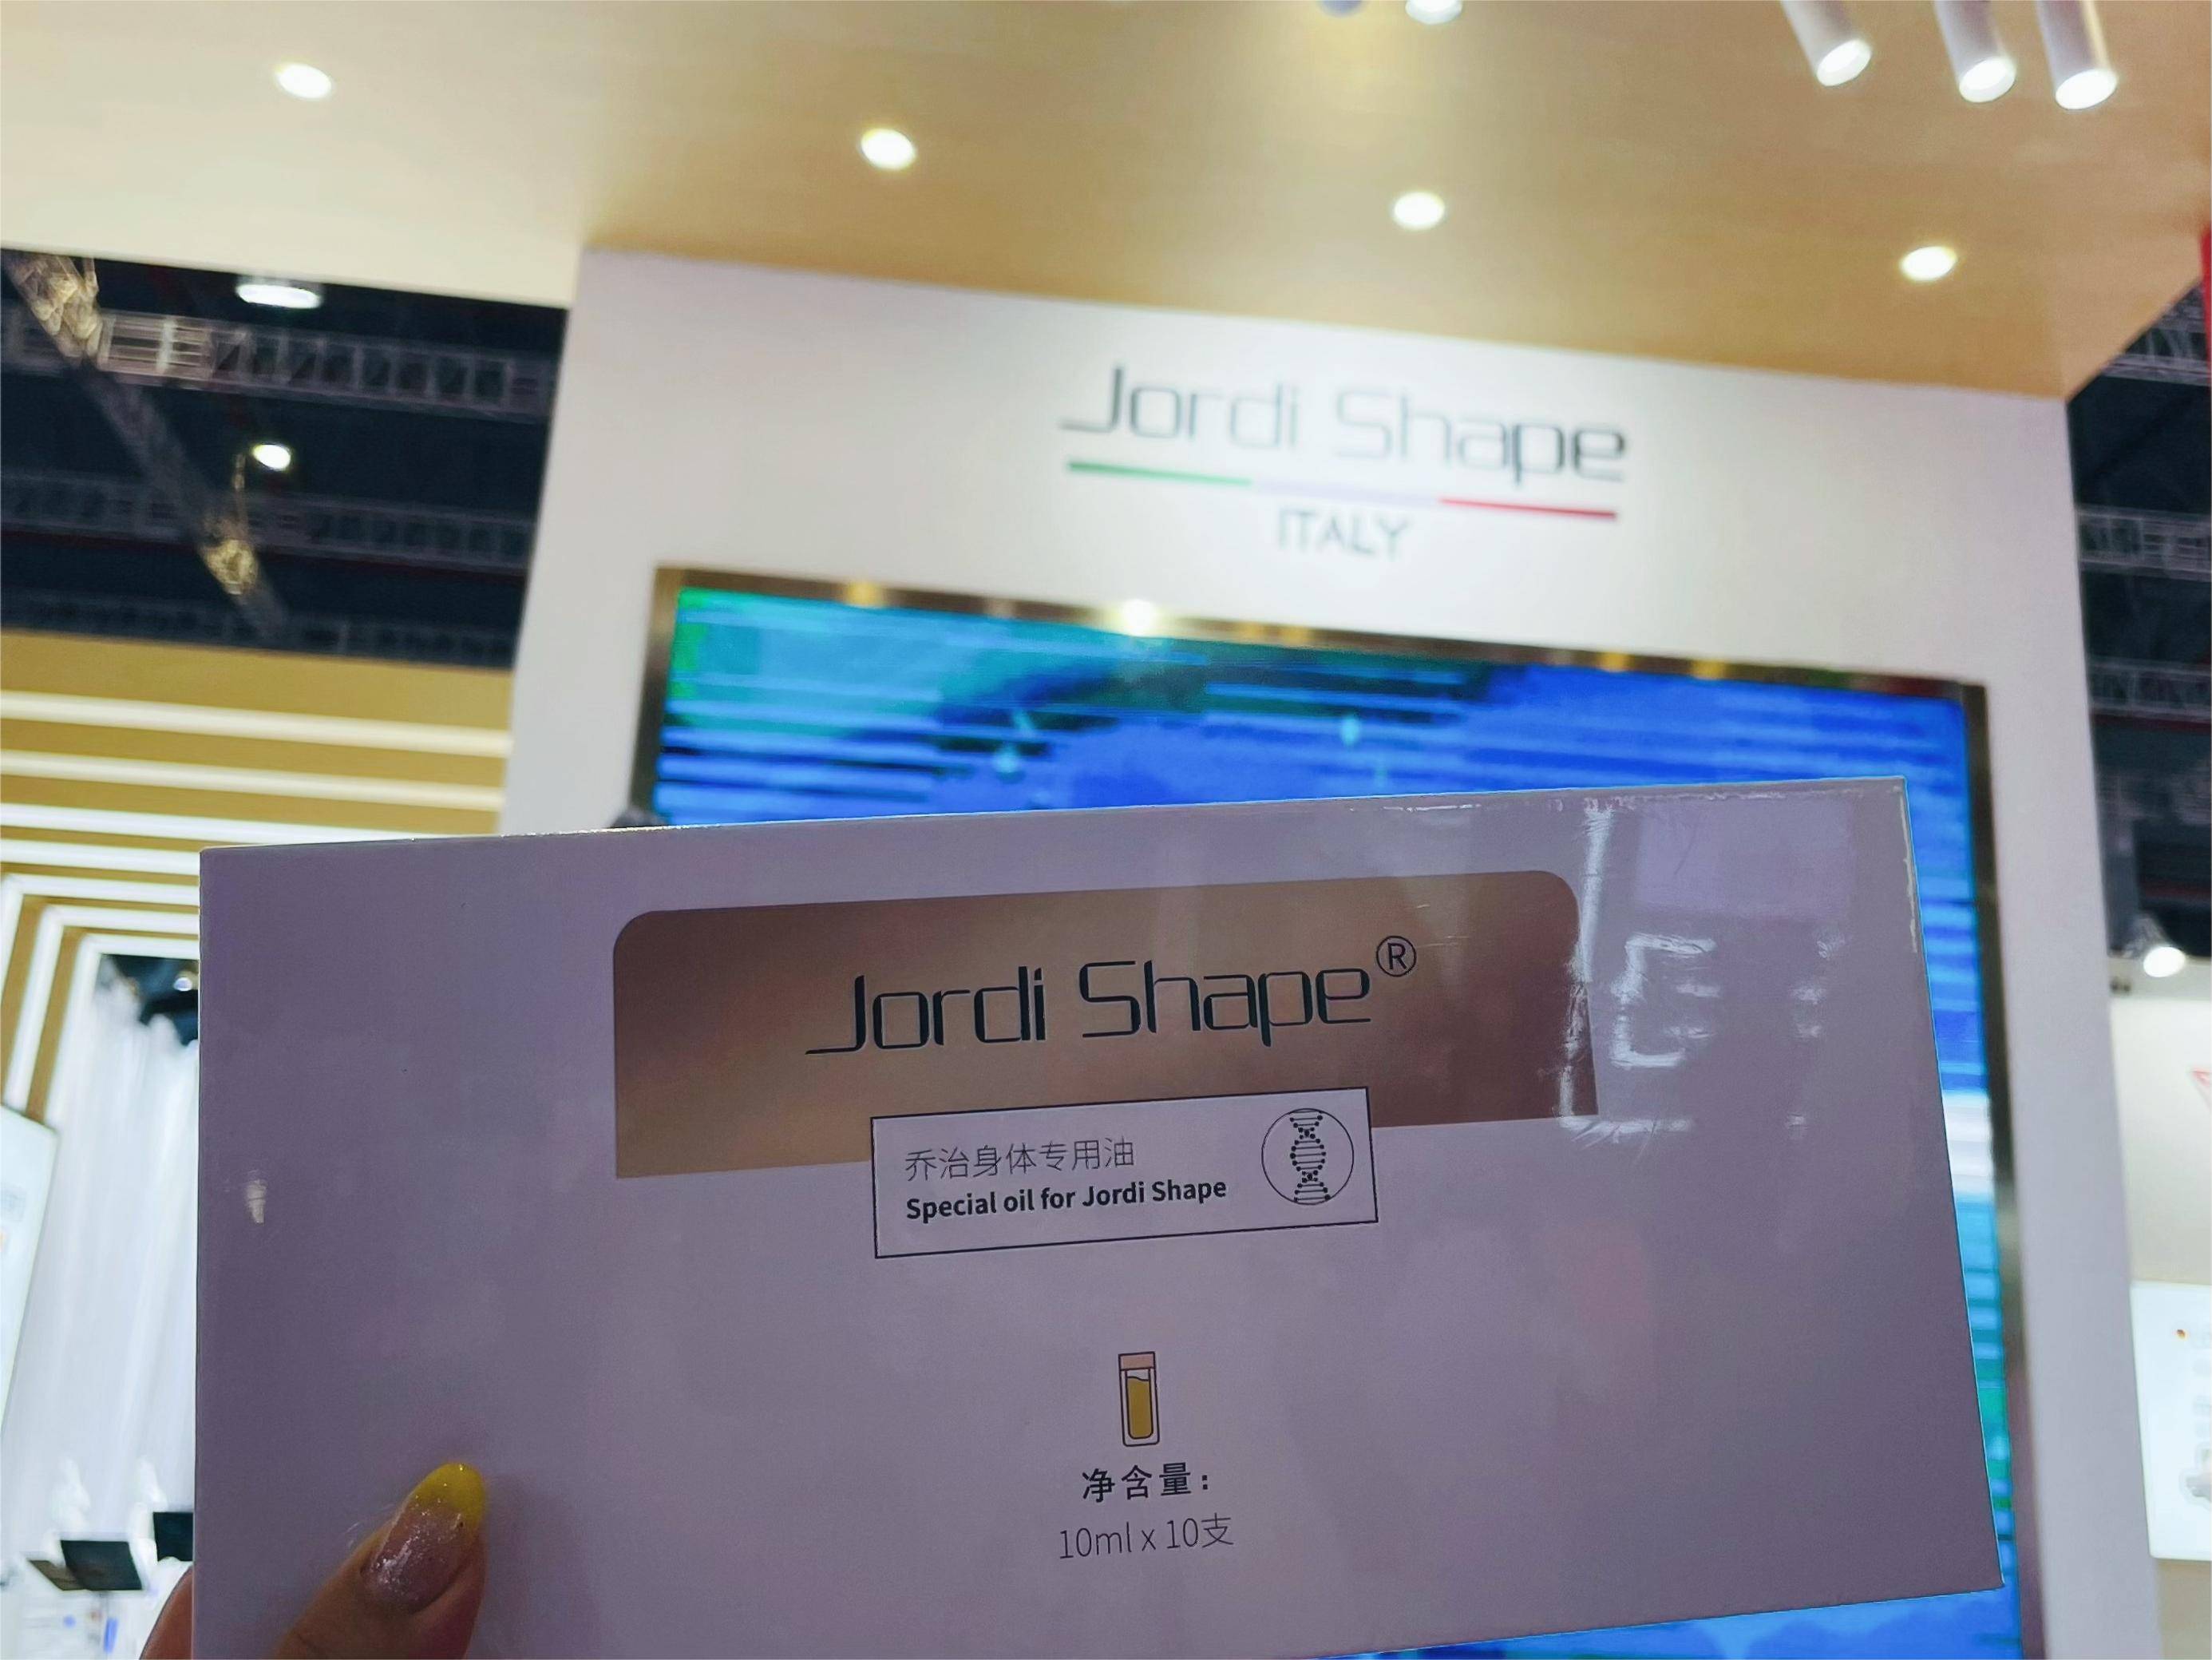 Jordi Shape
ITALY
Jordi Shape®
乔治身体专用油
Special oil for Jordi Shape
净含量：
10ml x 10支